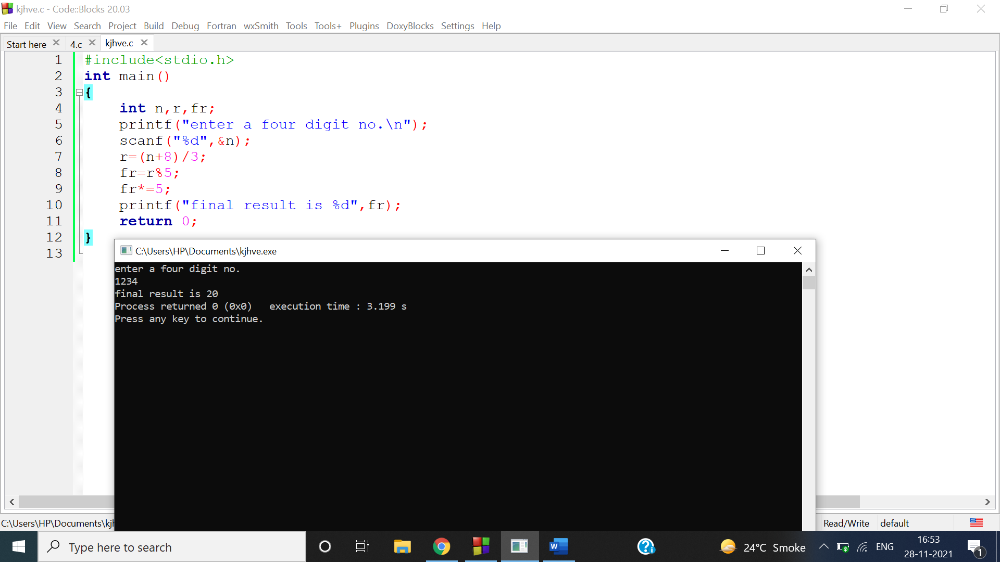 kjhve.c - Code::Blocks 20.03
File Edit View Search Project Build Debug Fortran wxSmith Tools Tools+ Plugins DoxyBlocks Settings Help
Start here 4.c kjhve.c
1 #include<stdio.h>
2 int main()
3 {
4 int n,r,fr;
5 printf("enter a four digit no.\n");
6 scanf("%d",&n);
7 r=(n+8)/3;
8 fr=r%5;
9 fr*=5;
10 printf("final result is %d",fr);
11 return 0;
12 }
13
C:\Users\HP\Documents\kjhve.exe
enter a four digit no.
1234
final result is 20
Process returned 0 (0x0) execution time : 3.199 s
Press any key to continue.
C:\Users\HP\Documents\kjh Read/Write default
Type here to search
24°C Smoke ENG
16:53
28-11-2021
1